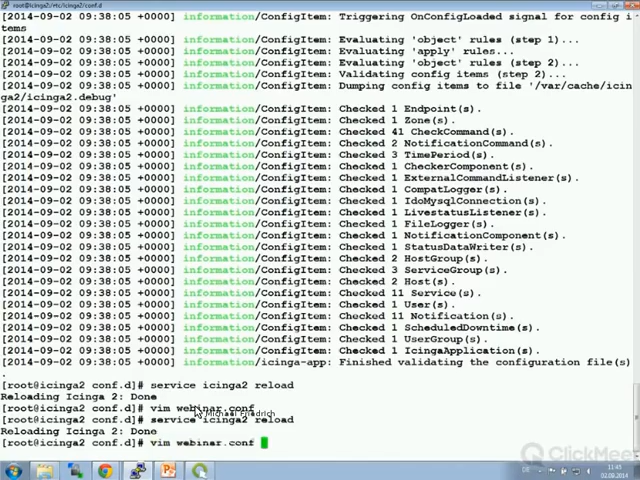 root@icinga2:/etc/icinga2/conf.d
[2014-09-02 09:38:05 +0000] information/ConfigItem: Triggering OnConfigLoaded signal for config i
tems
[2014-09-02 09:38:05 +0000] information/ConfigItem: Evaluating 'object' rules (step 1)...
[2014-09-02 09:38:05 +0000] information/ConfigItem: Evaluating 'apply' rules...
[2014-09-02 09:38:05 +0000] information/ConfigItem: Evaluating 'object' rules (step 2)...
[2014-09-02 09:38:05 +0000] information/ConfigItem: Validating config items (step 2)...
[2014-09-02 09:38:05 +0000] information/ConfigItem: Dumping config items to file '/var/cache/icin
ga2/icinga2.debug'
[2014-09-02 09:38:05 +0000] information/ConfigItem: Checked 1 Endpoint(s).
[2014-09-02 09:38:05 +0000] information/ConfigItem: Checked 1 Zone(s).
[2014-09-02 09:38:05 +0000] information/ConfigItem: Checked 41 CheckCommand(s).
[2014-09-02 09:38:05 +0000] information/ConfigItem: Checked 2 NotificationCommand(s).
[2014-09-02 09:38:05 +0000] information/ConfigItem: Checked 3 TimePeriod(s).
[2014-09-02 09:38:05 +0000] information/ConfigItem: Checked 1 CheckerComponent(s).
[2014-09-02 09:38:05 +0000] information/ConfigItem: Checked 1 ExternalCommandListener(s).
[2014-09-02 09:38:05 +0000] information/ConfigItem: Checked 1 CompatLogger(s).
[2014-09-02 09:38:05 +0000] information/ConfigItem: Checked 1 IdoMysqlConnection(s).
[2014-09-02 09:38:05 +0000] information/ConfigItem: Checked 1 LivestatusListener(s).
[2014-09-02 09:38:05 +0000] information/ConfigItem: Checked 1 FileLogger(s).
[2014-09-02 09:38:05 +0000] information/ConfigItem: Checked 1 NotificationComponent(s).
[2014-09-02 09:38:05 +0000] information/ConfigItem: Checked 1 StatusDataWriter(s).
[2014-09-02 09:38:05 +0000] information/ConfigItem: Checked 2 HostGroup(s).
[2014-09-02 09:38:05 +0000] information/ConfigItem: Checked 3 ServiceGroup(s).
[2014-09-02 09:38:05 +0000] information/ConfigItem: Checked 2 Host(s).
[2014-09-02 09:38:05 +0000] information/ConfigItem: Checked 11 Service(s).
[2014-09-02 09:38:05 +0000] information/ConfigItem: Checked 1 User(s).
[2014-09-02 09:38:05 +0000] information/ConfigItem: Checked 11 Notification(s).
[2014-09-02 09:38:05 +0000] information/ConfigItem: Checked 1 ScheduledDowntime(s).
[2014-09-02 09:38:05 +0000] information/ConfigItem: Checked 1 UserGroup(s).
[2014-09-02 09:38:05 +0000] information/ConfigItem: Checked 1 IcingaApplication(s).
[2014-09-02 09:38:05 +0000] information/icinga-app: Finished validating the configuration file(s)
.
[root@icinga2 conf.d]# service icinga2 reload
Reloading Icinga 2: Done
[root@icinga2 conf.d]# vim webinar.conf
Michael Friedrich
[root@icinga2 conf.d]# service icinga2 reload
Reloading Icinga 2: Done
[root@icinga2 conf.d]# vim webinar.conf
ClickMeet
DE
11:45
02.09.2014